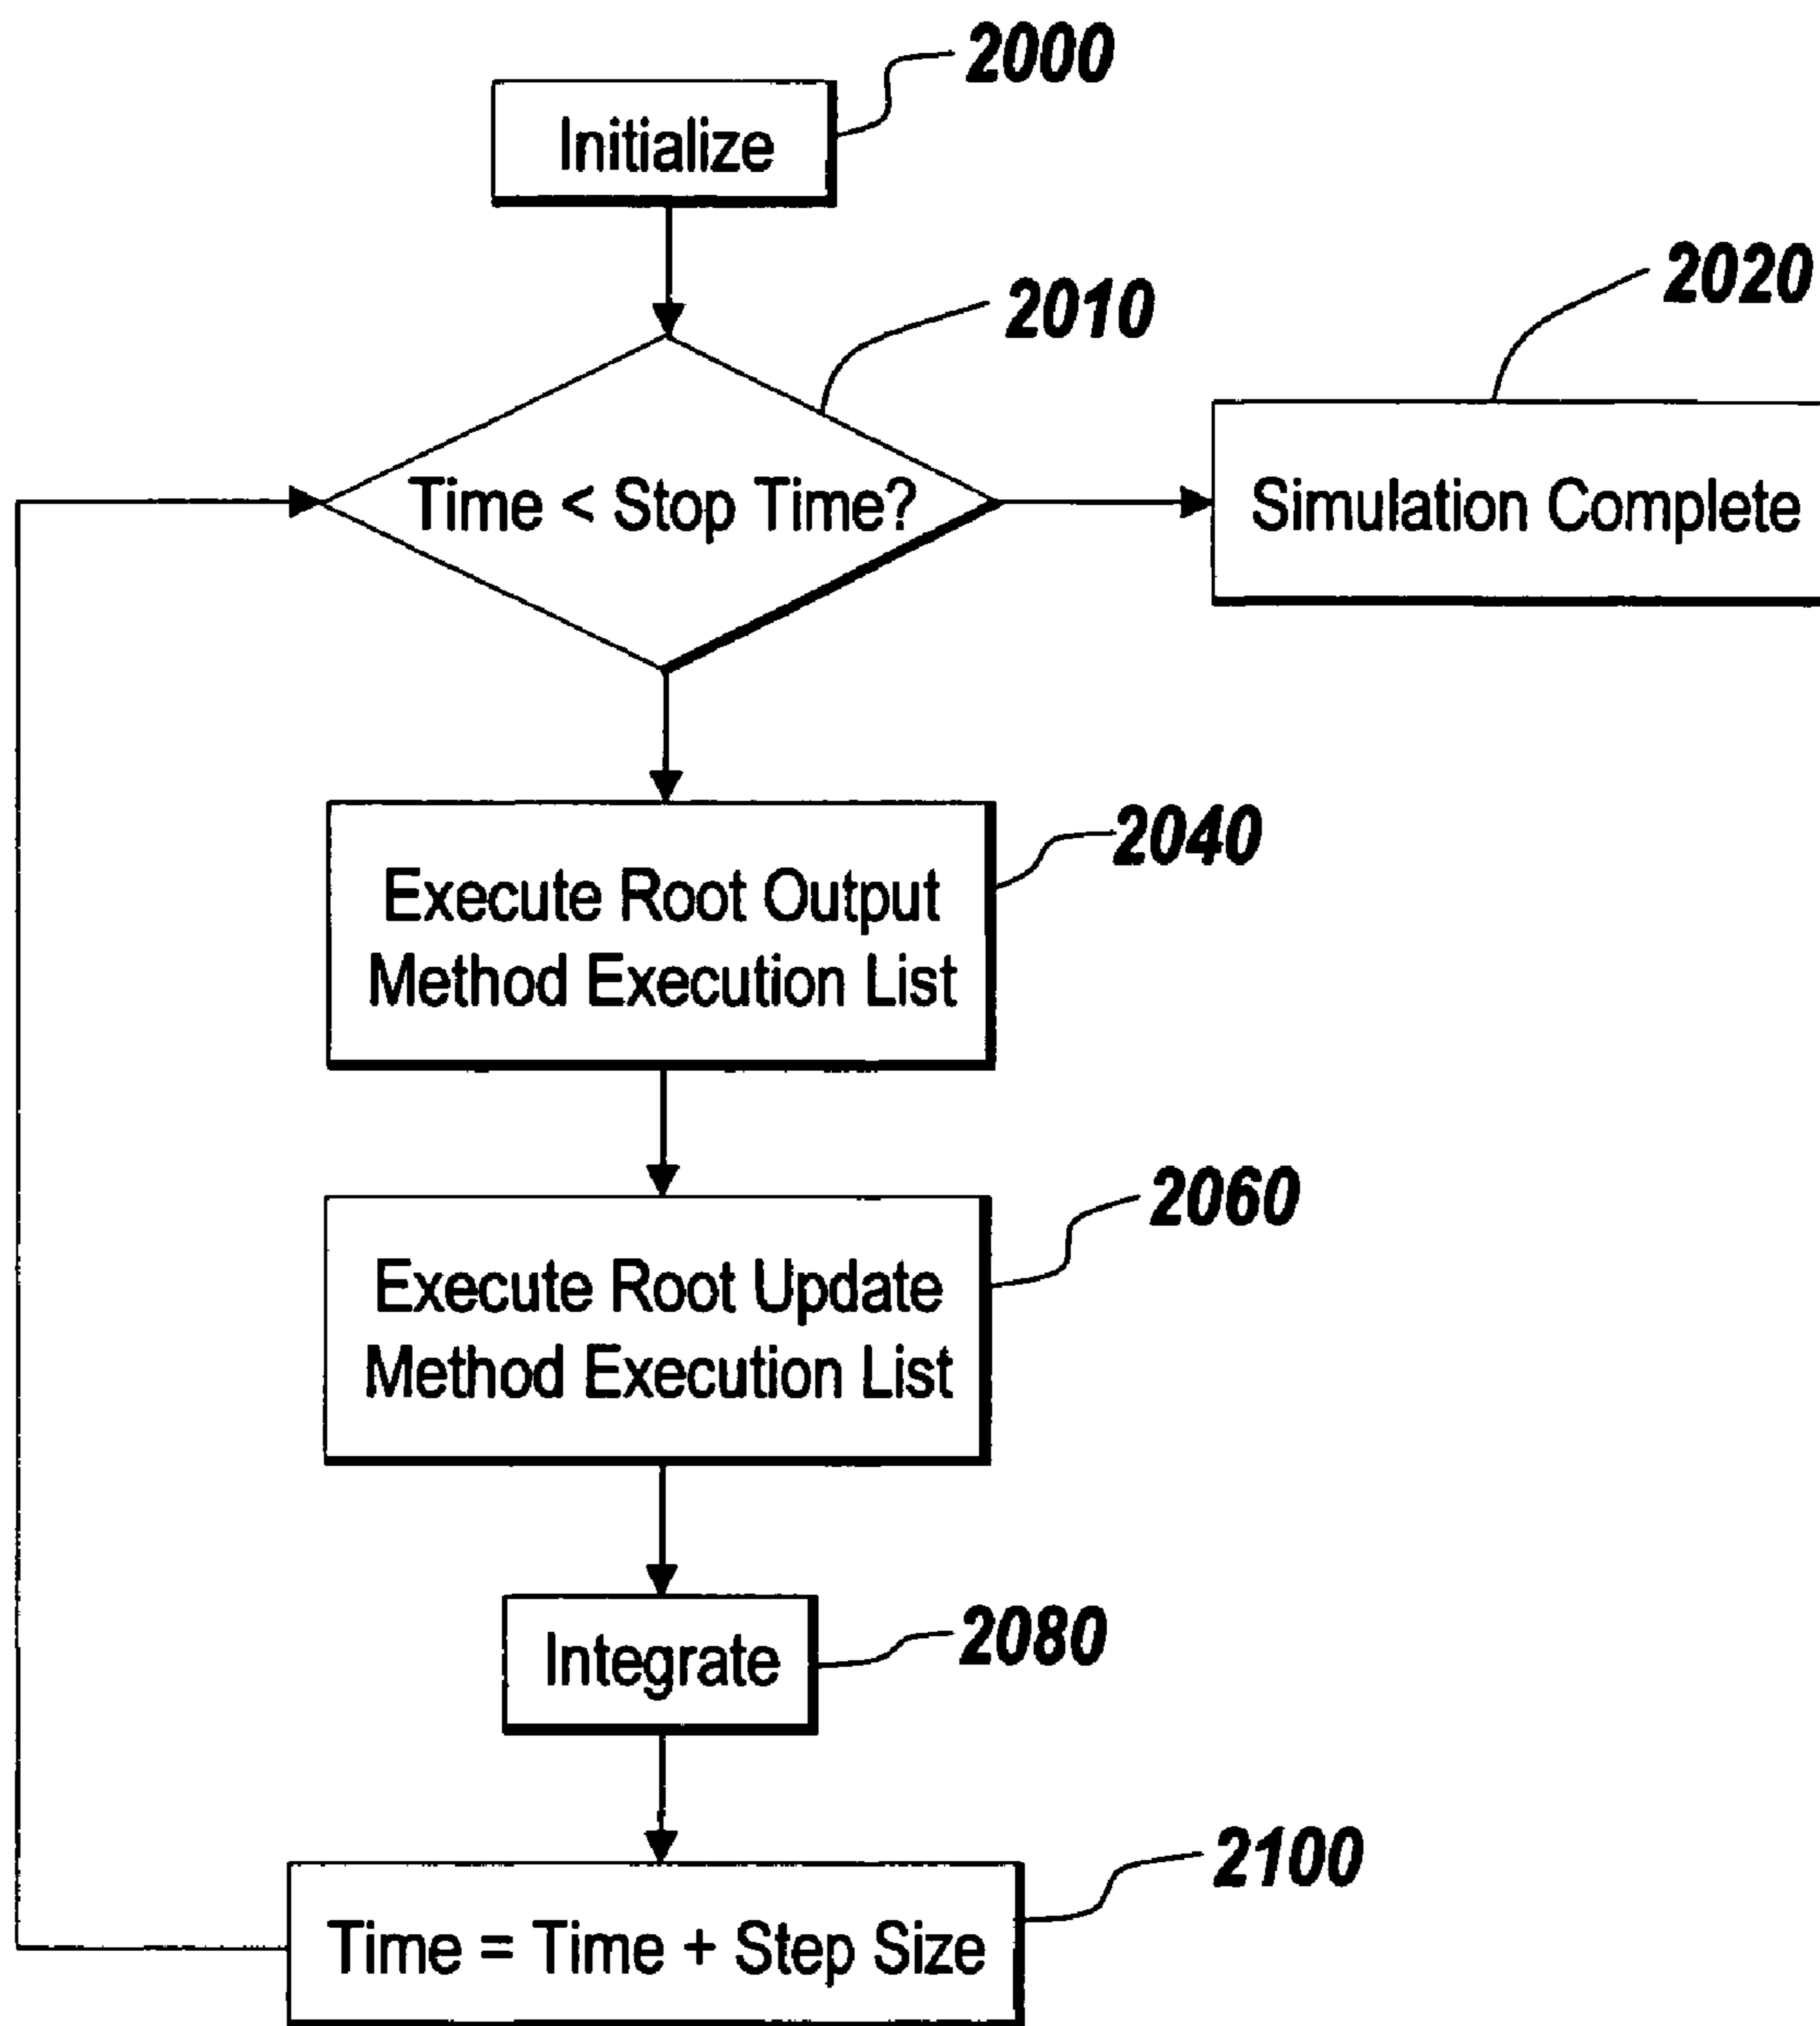 2000
Initialize
2010
2020
Time < Stop Time?
Simulation Complete
2040
Execute Root Output
Method Execution List
2060
Execute Root Update
Method Execution List
2080
Integrate
2100
Time = Time + Step Size